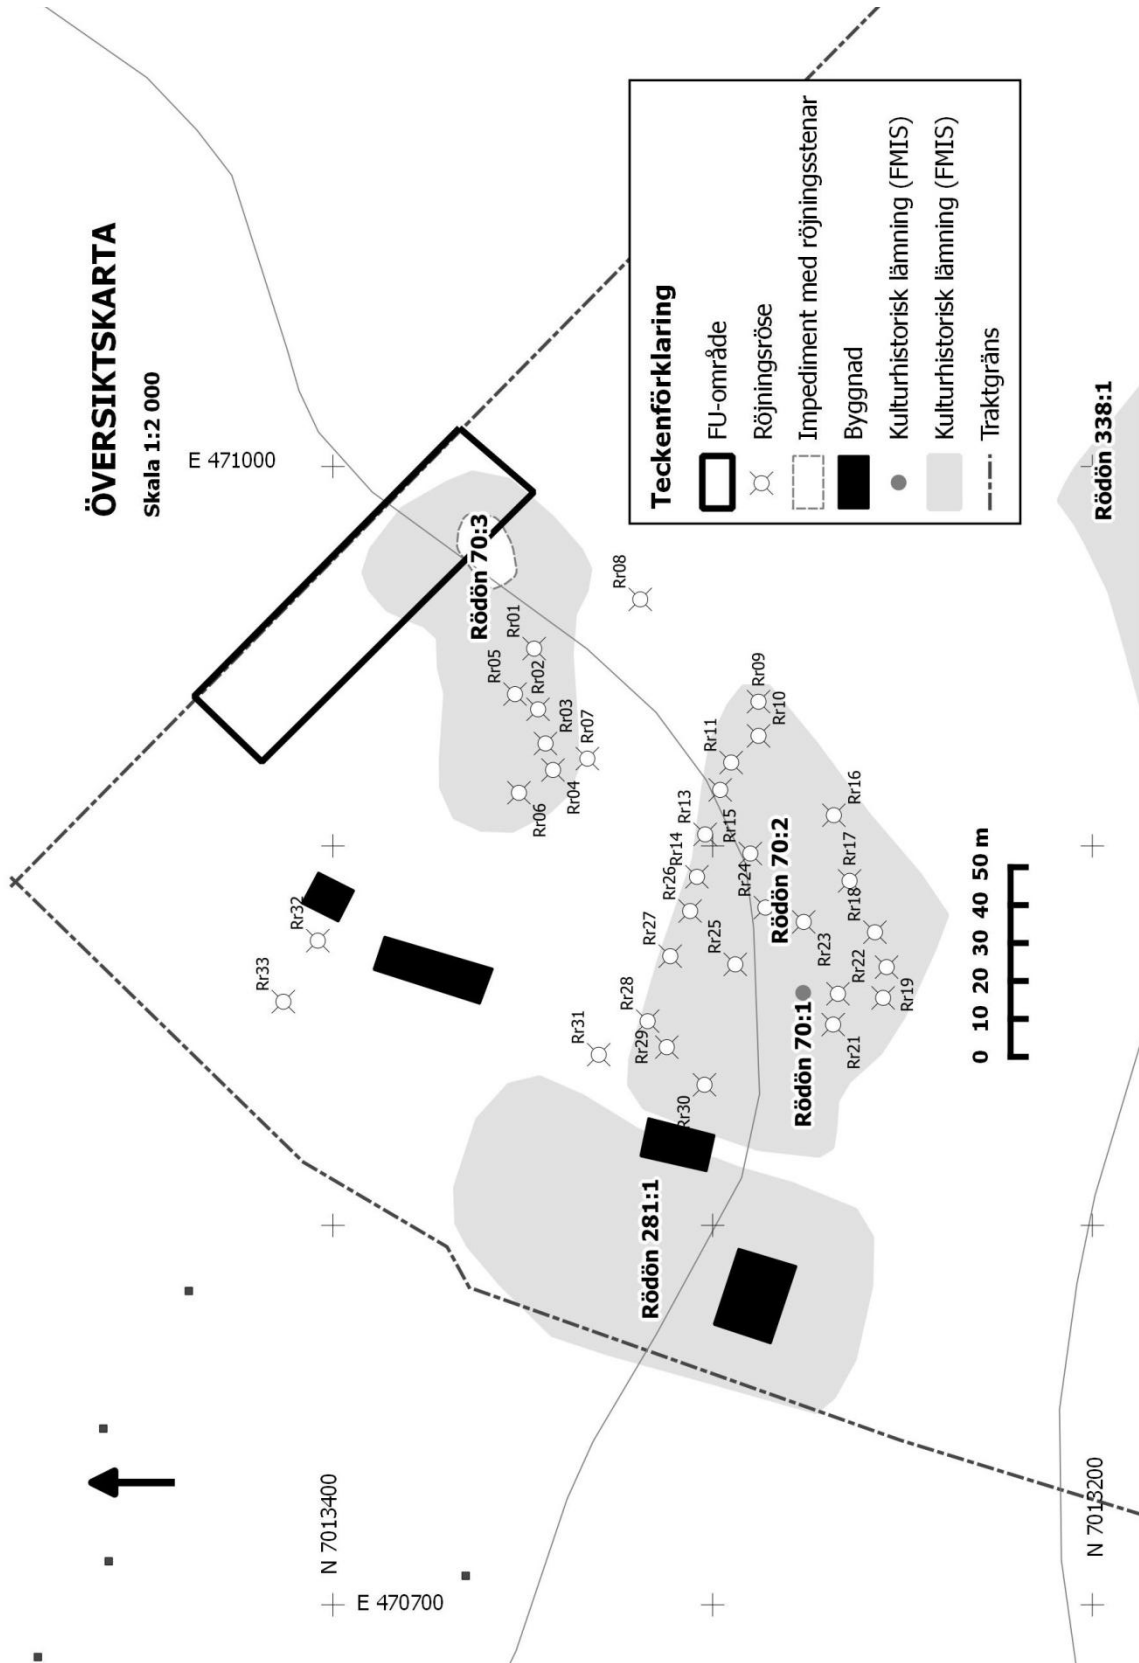 ÖVERSIKTSKARTA
Skala 1:2 000
E 471000
N 7013400
E 470700
N 7013200
Rr33
Rr32
Rödön 70:3
Rr01
Rr05
Rr02
Rr03
Rr04
Rr06
Rr07
Rr08
Rr09
Rr10
Rr11
Rr13
Rr14
Rr15
Rr16
Rr17
Rr18
Rr19
Rr21
Rr22
Rr23
Rr24
Rr25
Rr26
Rr27
Rr28
Rr29
Rr30
Rr31
Rödön 70:2
Rödön 70:1
Rödön 281:1
Rödön 338:1
0 10 20 30 40 50 m
Teckenförklaring
FU-område
Röjningsröse
Impediment med röjningsstenar
Byggnad
Kulturhistorisk lämning (FMIS)
Kulturhistorisk lämning (FMIS)
Traktgräns